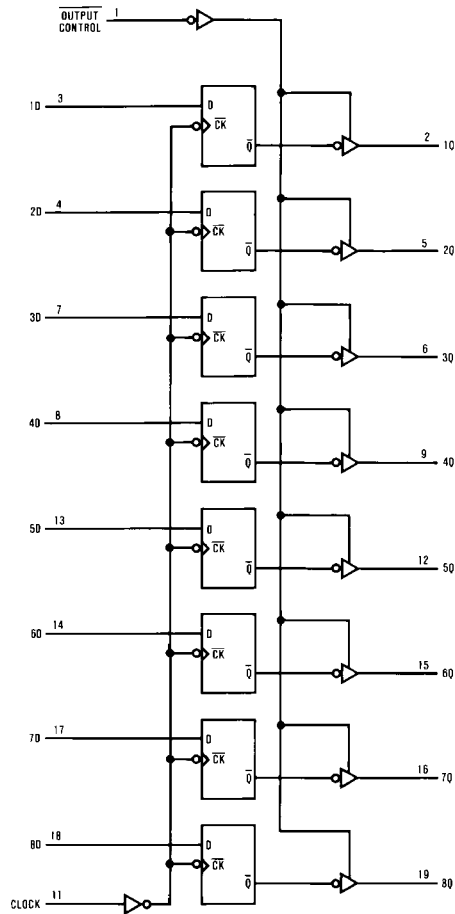 OUTPUT CONTROL 1
1D 3 D
CK
Q 2 1Q
2D 4 D
CK
Q 5 2Q
3D 7 D
CK
Q 6 3Q
4D 8 D
CK
Q 9 4Q
5D 13 D
CK
Q 12 5Q
6D 14 D
CK
Q 15 6Q
7D 17 D
CK
Q 16 7Q
8D 18 D
CK
Q 19 8Q
CLOCK 11